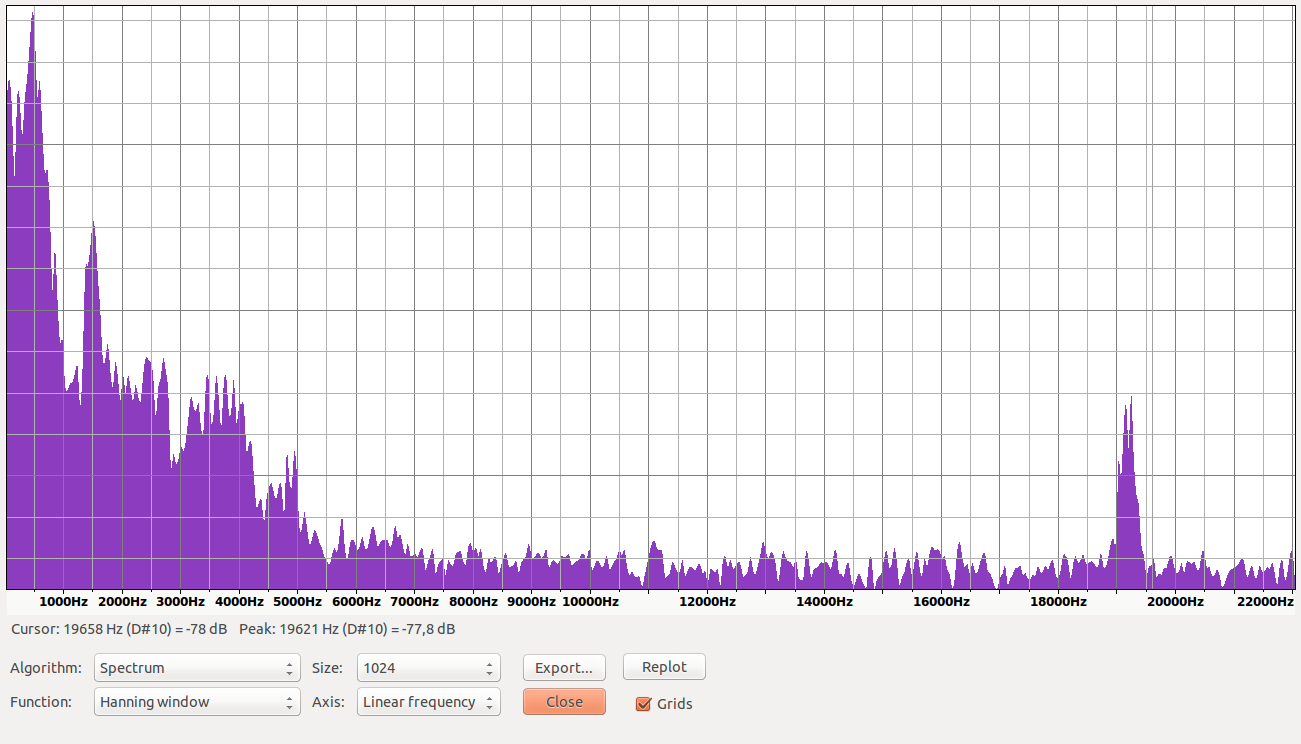 1000Hz 2000Hz 3000Hz 4000Hz 5000Hz 6000Hz 7000Hz 8000Hz 9000Hz 10000Hz 12000Hz 14000Hz 16000Hz 18000Hz 20000Hz 22000Hz
Cursor: 19658 Hz (D#10) = -78 dB Peak: 19621 Hz (D#10) = -77,8 dB
Algorithm: Spectrum Size: 1024 Export... Replot
Function: Hanning window Axis: Linear frequency Close Grids